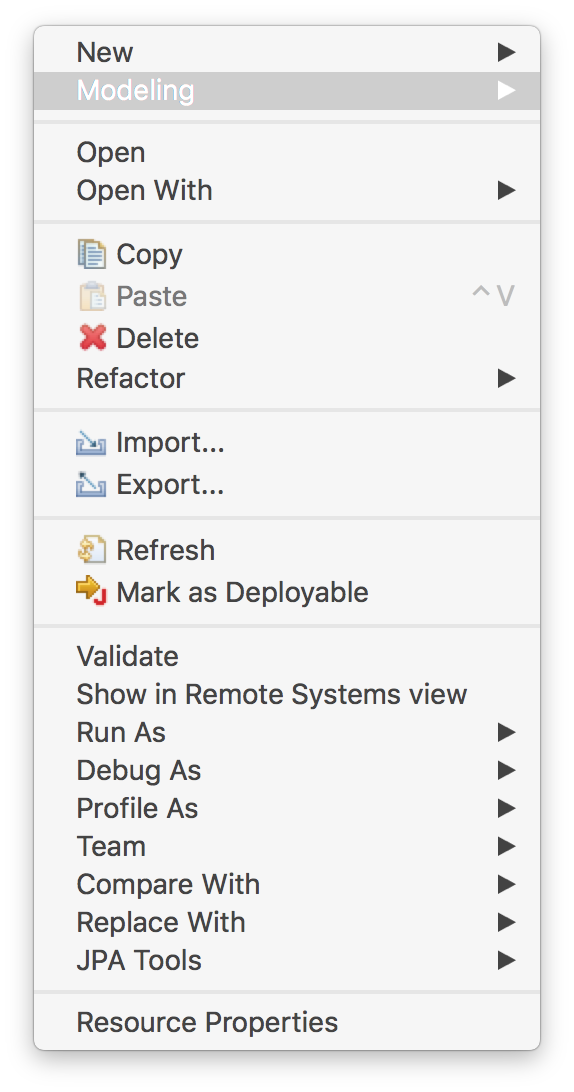 New
Modeling
Open
Open With
Copy
Paste ^ V
Delete
Refactor
Import...
Export...
Refresh
Mark as Deployable
Validate
Show in Remote Systems view
Run As
Debug As
Profile As
Team
Compare With
Replace With
JPA Tools
Resource Properties